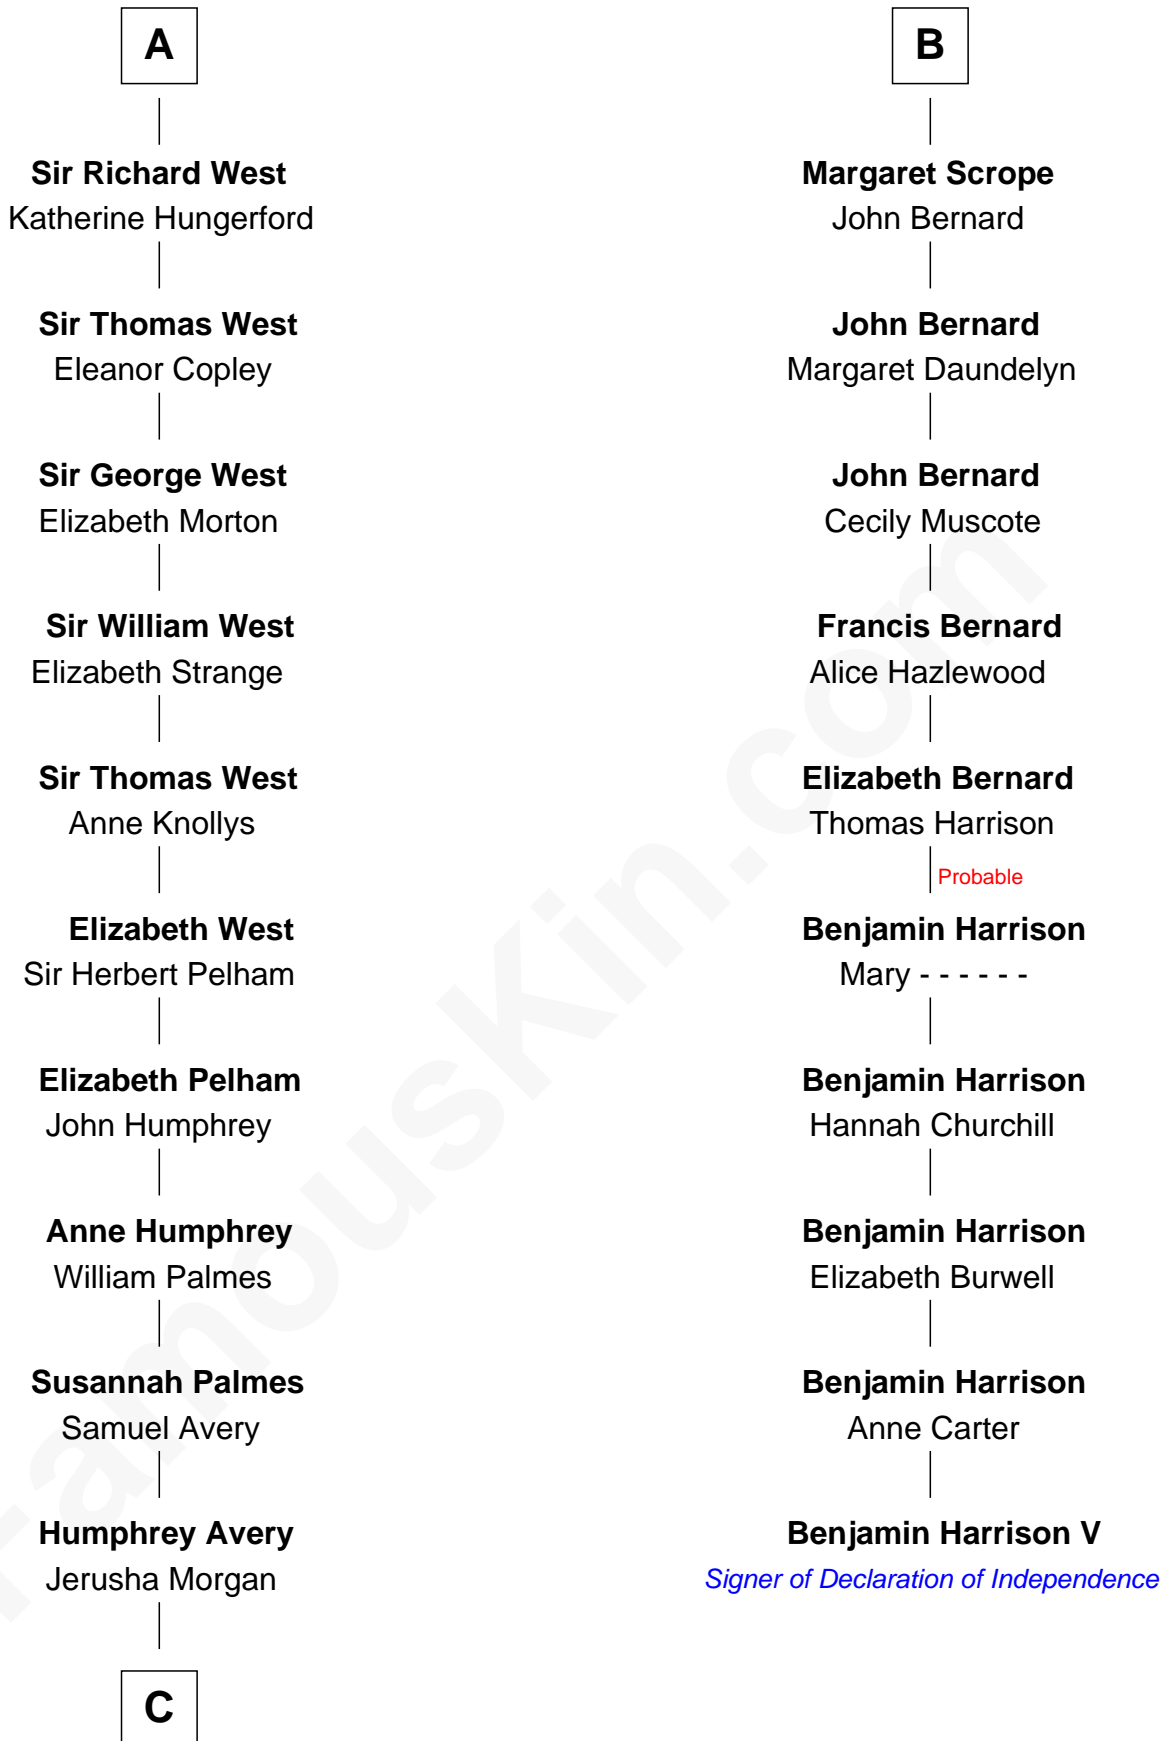 A
Sir Richard West
Katherine Hungerford
Sir Thomas West
Eleanor Copley
Sir George West
Elizabeth Morton
Sir William West
Elizabeth Strange
Sir Thomas West
Anne Knollys
Elizabeth West
Sir Herbert Pelham
Elizabeth Pelham
John Humphrey
Anne Humphrey
William Palmes
Susannah Palmes
Samuel Avery
Humphrey Avery
Jerusha Morgan
C
B
Margaret Scrope
John Bernard
John Bernard
Margaret Daundelyn
John Bernard
Cecily Muscote
Francis Bernard
Alice Hazlewood
Elizabeth Bernard
Thomas Harrison
Probable
Benjamin Harrison
Mary - - - - - -
Benjamin Harrison
Hannah Churchill
Benjamin Harrison
Elizabeth Burwell
Benjamin Harrison
Anne Carter
Benjamin Harrison V
Signer of Declaration of Independence
FamousKin.com